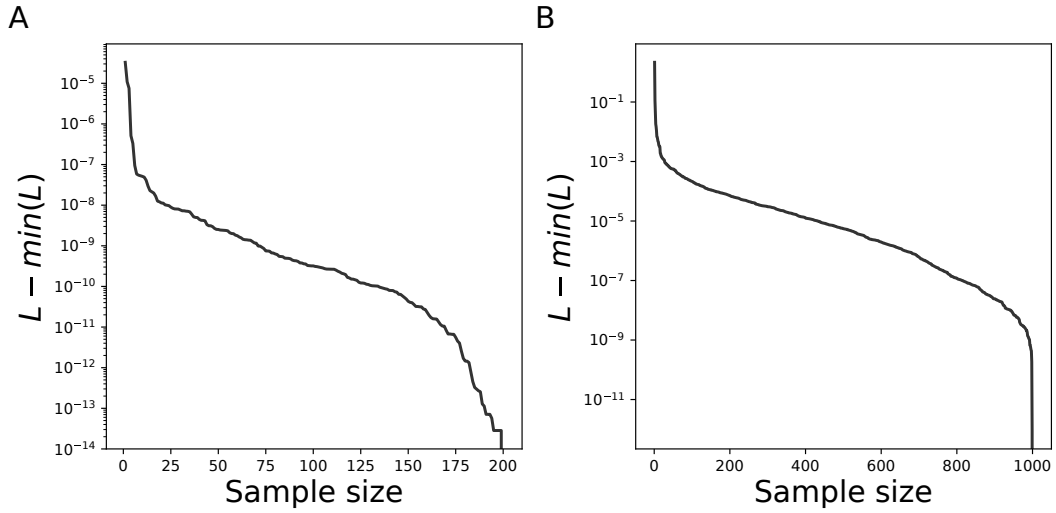 A
10⁻⁵
10⁻⁶
10⁻⁷
10⁻⁸
10⁻⁹
10⁻¹⁰
10⁻¹¹
10⁻¹²
10⁻¹³
10⁻¹⁴
L − min(L)
0 25 50 75 100 125 150 175 200
Sample size
B
10⁻¹
10⁻³
10⁻⁵
10⁻⁷
10⁻⁹
10⁻¹¹
L − min(L)
0 200 400 600 800 1000
Sample size